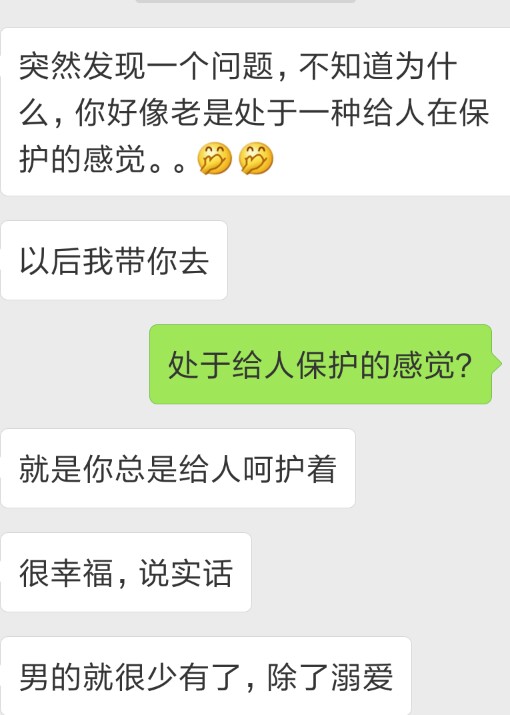 突然发现一个问题，不知道为什
么，你好像老是处于一种给人在保
护的感觉。。🤭🤭
以后我带你去
处于给人保护的感觉？
就是你总是给人呵护着
很幸福，说实话
男的就很少有了，除了溺爱